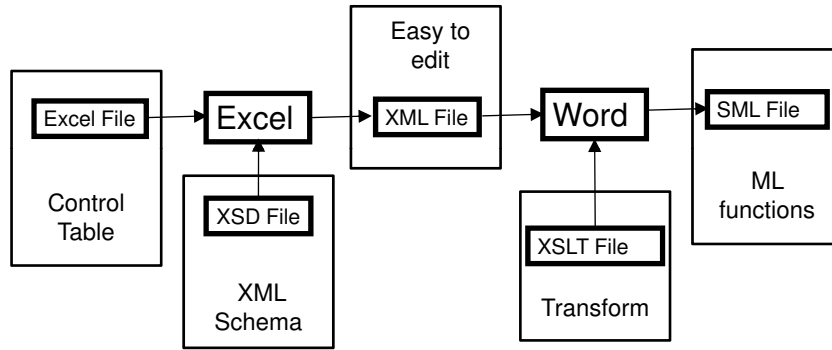 Easy to
edit
Excel File
Excel
XML File
Word
SML File
Control
Table
XSD File
XML
Schema
XSLT File
Transform
ML
functions